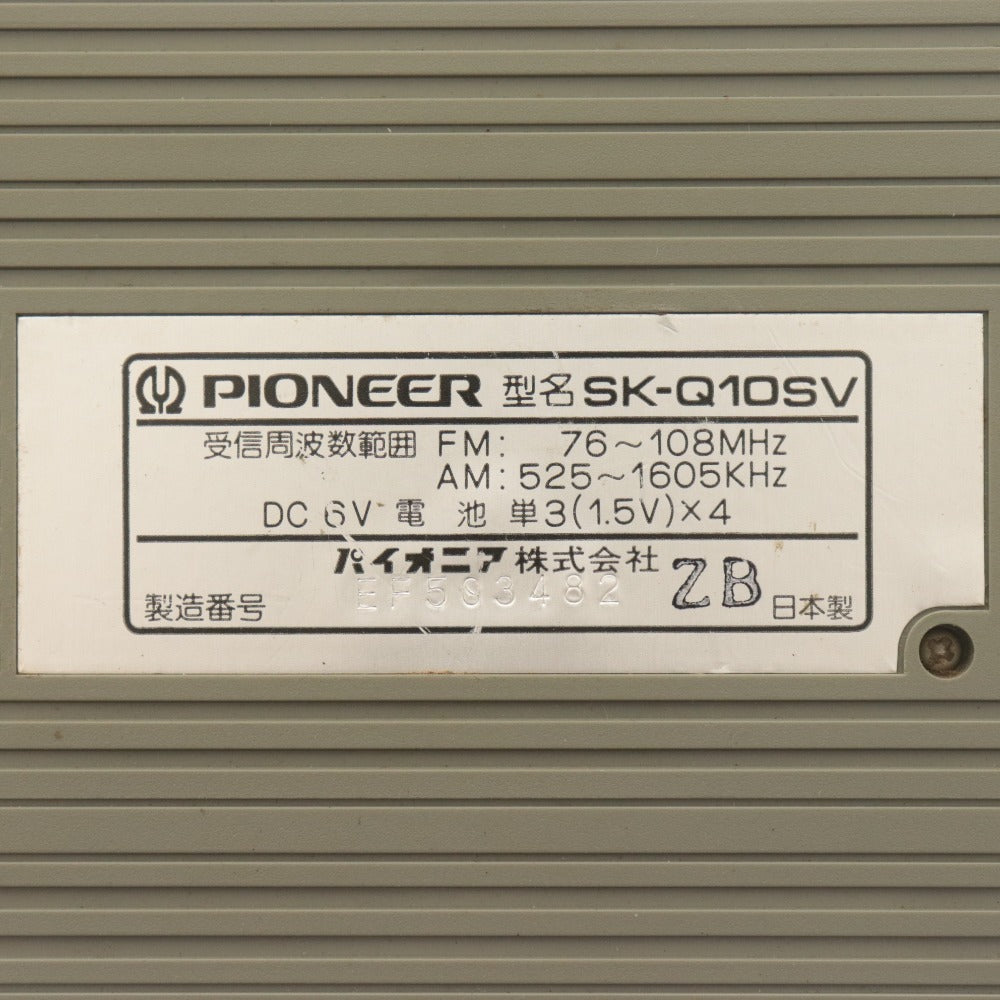 PIONEER 型名 SK-Q10SV
受信周波数範囲 FM: 76～108MHz
AM: 525～1605KHz
DC 6V 電池 単3(1.5V)×4
パイオニア株式会社
製造番号 EF593482 ZB 日本製